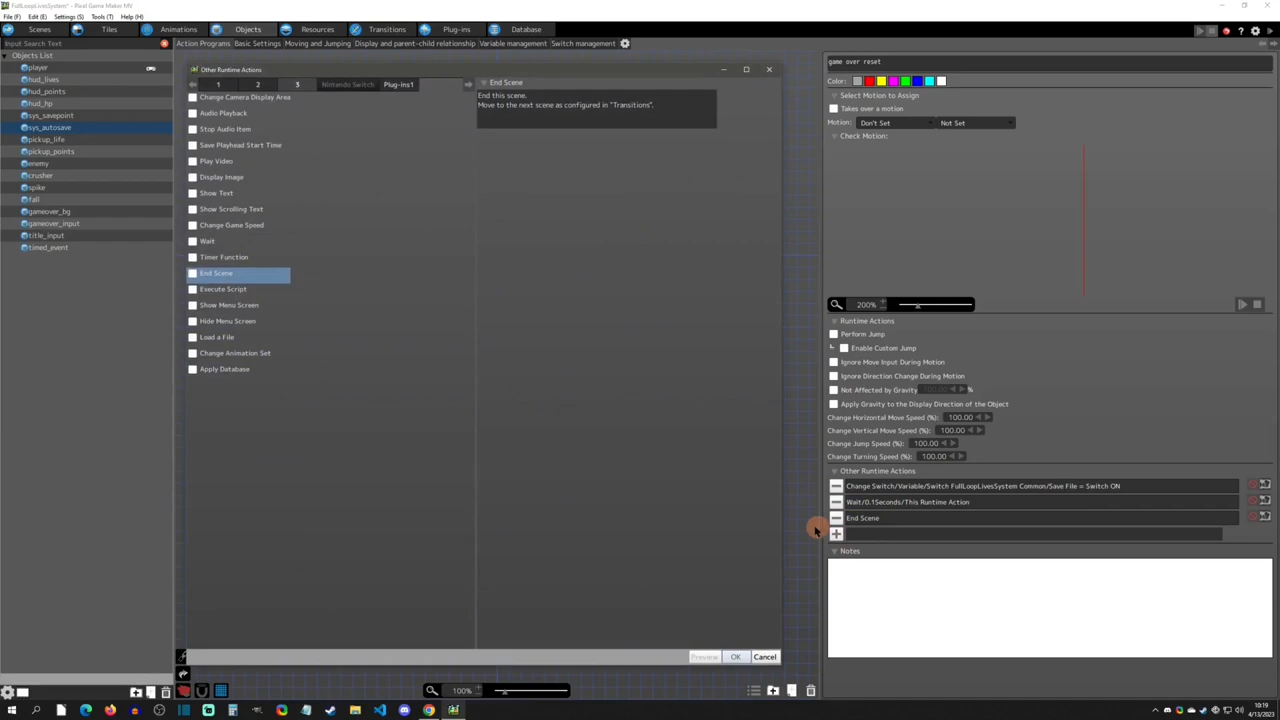 FullLoopLivesSystem* - Pixel Game Maker MV
File (F) Edit (E) Settings (S) Tools (T) Help (H)
Scenes Tiles Animations Objects Resources Transitions Plug-ins Database
Input Search Text
Action Programs Basic Settings Moving and Jumping Display and parent-child relationship Variable management Switch management
Objects List
player
hud_lives
hud_points
hud_hp
sys_savepoint
sys_autosave
pickup_life
pickup_points
enemy
crusher
spike
fall
gameover_bg
gameover_input
title_input
timed_event
Other Runtime Actions
1 2 3 Nintendo Switch Plug-ins1
Change Camera Display Area
Audio Playback
Stop Audio Item
Save Playhead Start Time
Play Video
Display Image
Show Text
Show Scrolling Text
Change Game Speed
Wait
Timer Function
End Scene
Execute Script
Show Menu Screen
Hide Menu Screen
Load a File
Change Animation Set
Apply Database
End Scene
End this scene.
Move to the next scene as configured in "Transitions".
Preview OK Cancel
100%
game over reset
Select Motion to Assign
Takes over a motion
Motion: Don't Set Not Set
Check Motion:
200%
Runtime Actions
Perform Jump
Enable Custom Jump
Ignore Move Input During Motion
Ignore Direction Change During Motion
Not Affected by Gravity 100.00 %
Apply Gravity to the Display Direction of the Object
Change Horizontal Move Speed (%): 100.00
Change Vertical Move Speed (%): 100.00
Change Jump Speed (%): 100.00
Change Turning Speed (%): 100.00
Other Runtime Actions
Change Switch/Variable/Switch FullLoopLivesSystem Common/Save File = Switch ON
Wait/0.1Seconds/This Runtime Action
End Scene
Notes
10:19
4/13/2023